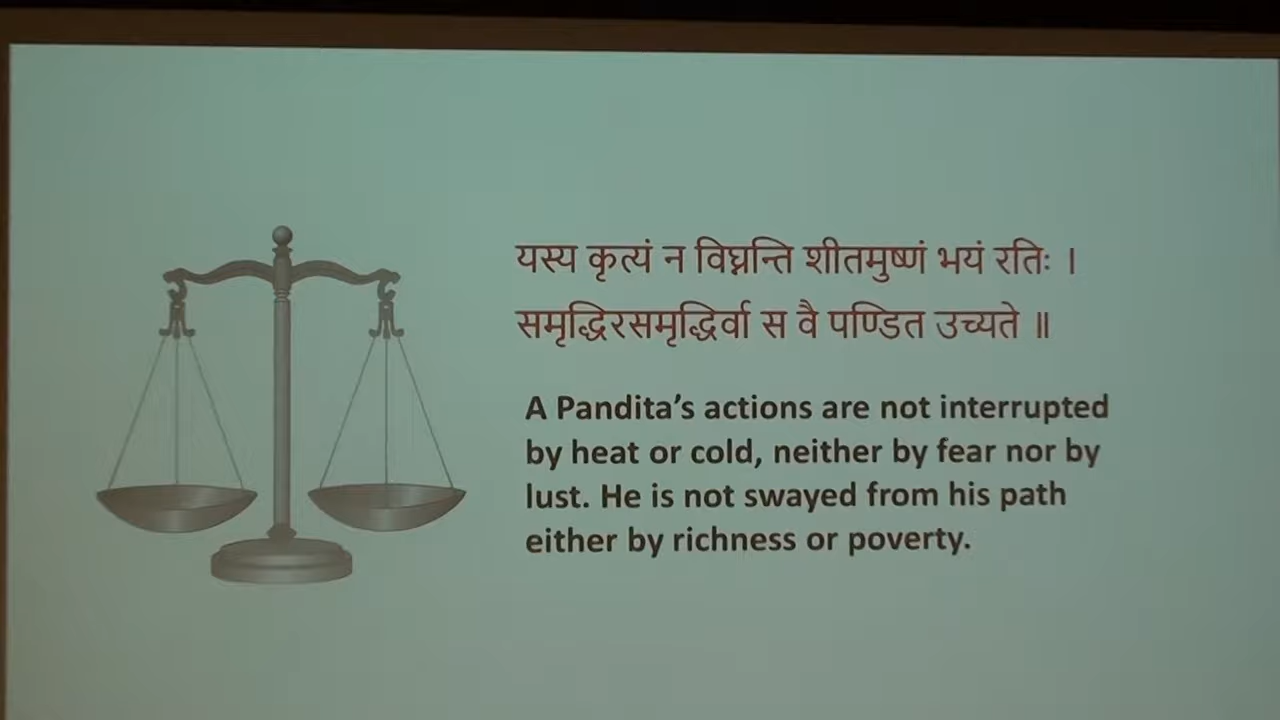 यस्य कृत्यं न विघ्नन्ति शीतमुष्णं भयं रतिः ।
समृद्धिरसमृद्धिर्वा स वै पण्डित उच्यते ॥
A Pandita’s actions are not interrupted
by heat or cold, neither by fear nor by
lust. He is not swayed from his path
either by richness or poverty.